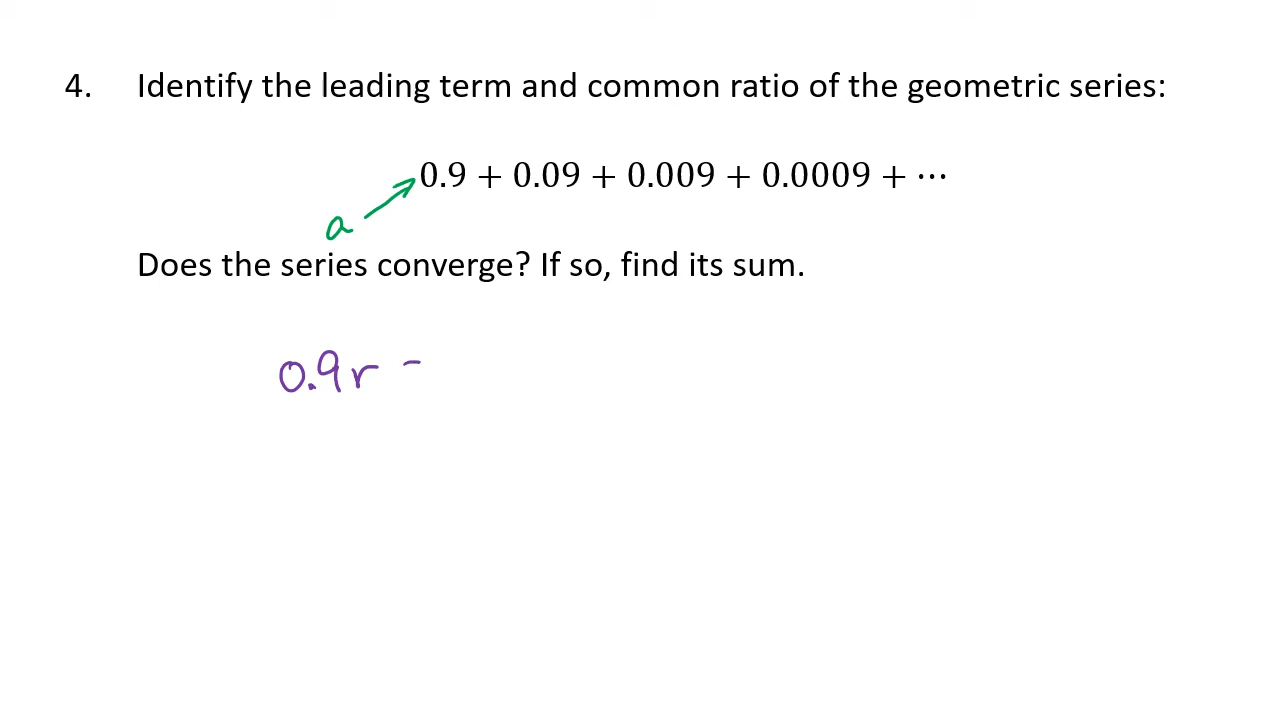 4. Identify the leading term and common ratio of the geometric series:
0.9 + 0.09 + 0.009 + 0.0009 + ⋯
a
Does the series converge? If so, find its sum.
0.9r -